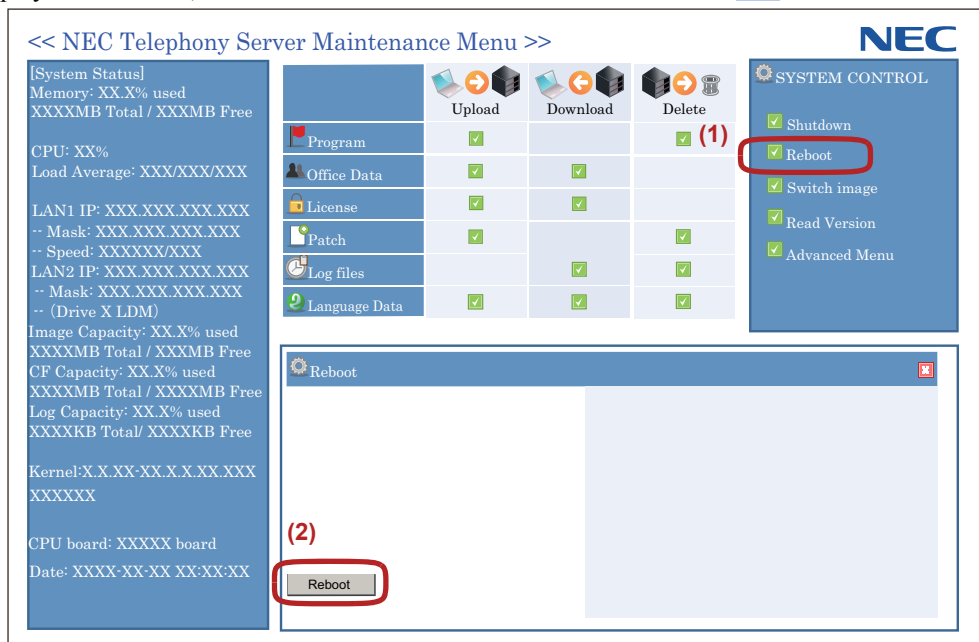 << NEC Telephony Server Maintenance Menu >>
NEC
[System Status]
Memory: XX.X% used
XXXXMB Total / XXXMB Free
CPU: XX%
Load Average: XXX/XXX/XXX
LAN1 IP: XXX.XXX.XXX.XXX
-- Mask: XXX.XXX.XXX.XXX
-- Speed: XXXXXX/XXX
LAN2 IP: XXX.XXX.XXX.XXX
-- Mask: XXX.XXX.XXX.XXX
-- (Drive X LDM)
Image Capacity: XX.X% used
XXXXMB Total / XXXMB Free
CF Capacity: XX.X% used
XXXXMB Total / XXXXMB Free
Log Capacity: XX.X% used
XXXXKB Total/ XXXXKB Free
Kernel:X.X.XX-XX.X.X.XX.XXX
XXXXXX
CPU board: XXXXX board
Date: XXXX-XX-XX XX:XX:XX
Upload Download Delete
Program
Office Data
License
Patch
Log files
Language Data
(1)
SYSTEM CONTROL
Shutdown
Reboot
Switch image
Read Version
Advanced Menu
Reboot
(2)
Reboot